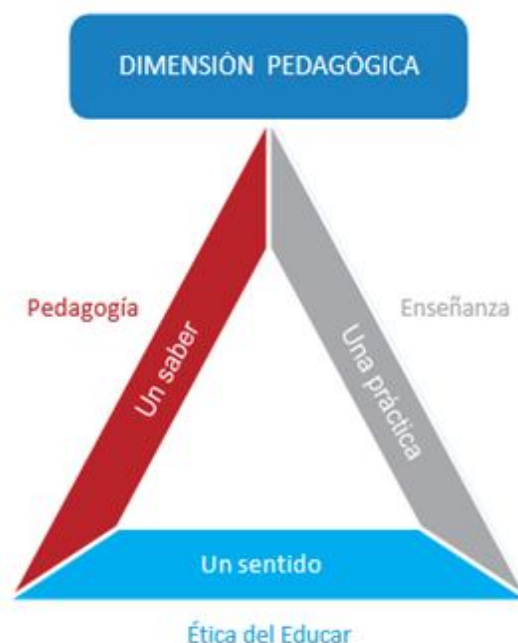 DIMENSIÓN PEDAGÓGICA
Pedagogía
Un saber
Una práctica
Enseñanza
Un sentido
Ética del Educar